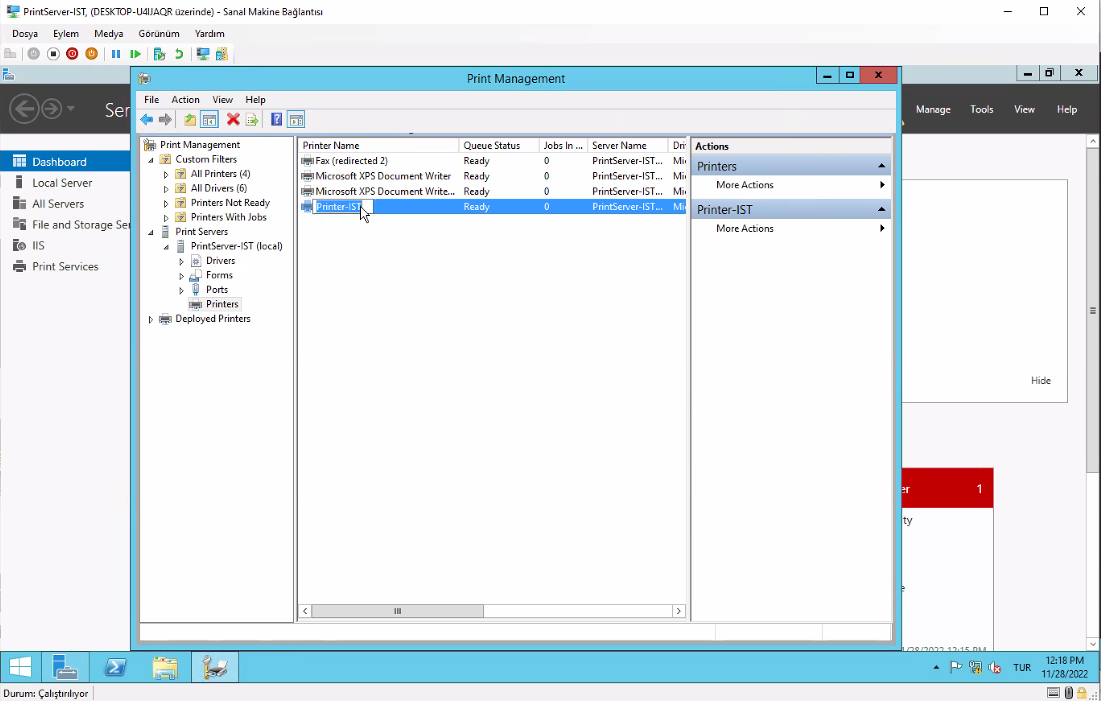 PrintServer-IST, (DESKTOP-U4IJAQR üzerinde) - Sanal Makine Bağlantısı
Dosya Eylem Medya Görünüm Yardım
Print Management
Ser
Manage Tools View Help
File Action View Help
Dashboard
Local Server
All Servers
File and Storage Ser
IIS
Print Services
Print Management
Custom Filters
All Printers (4)
All Drivers (6)
Printers Not Ready
Printers With Jobs
Print Servers
PrintServer-IST (local)
Drivers
Forms
Ports
Printers
Deployed Printers
Printer Name Queue Status Jobs In ... Server Name Dri
Fax (redirected 2) Ready 0 PrintServer-IST... Mi
Microsoft XPS Document Writer Ready 0 PrintServer-IST... Mi
Microsoft XPS Document Write... Ready 0 PrintServer-IST... Mi
Printer-IST Ready 0 PrintServer-IST... Mi
Actions
Printers
More Actions
Printer-IST
More Actions
Hide
er 1
ty
e
11/28/2022 12:15 PM
TUR
12:18 PM
11/28/2022
Durum: Çalıştırılıyor